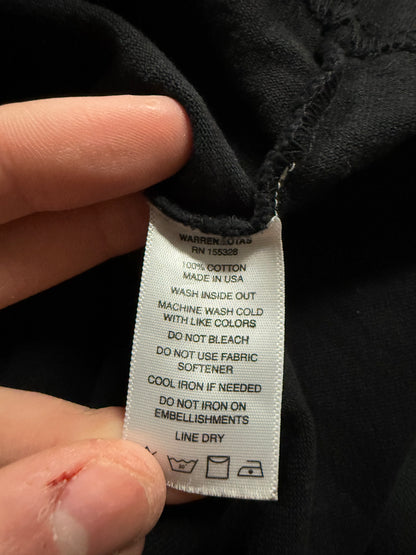 WARREN LOTAS
RN 155328
100% COTTON
MADE IN USA
WASH INSIDE OUT
MACHINE WASH COLD
WITH LIKE COLORS
DO NOT BLEACH
DO NOT USE FABRIC
SOFTENER
COOL IRON IF NEEDED
DO NOT IRON ON
EMBELLISHMENTS
LINE DRY